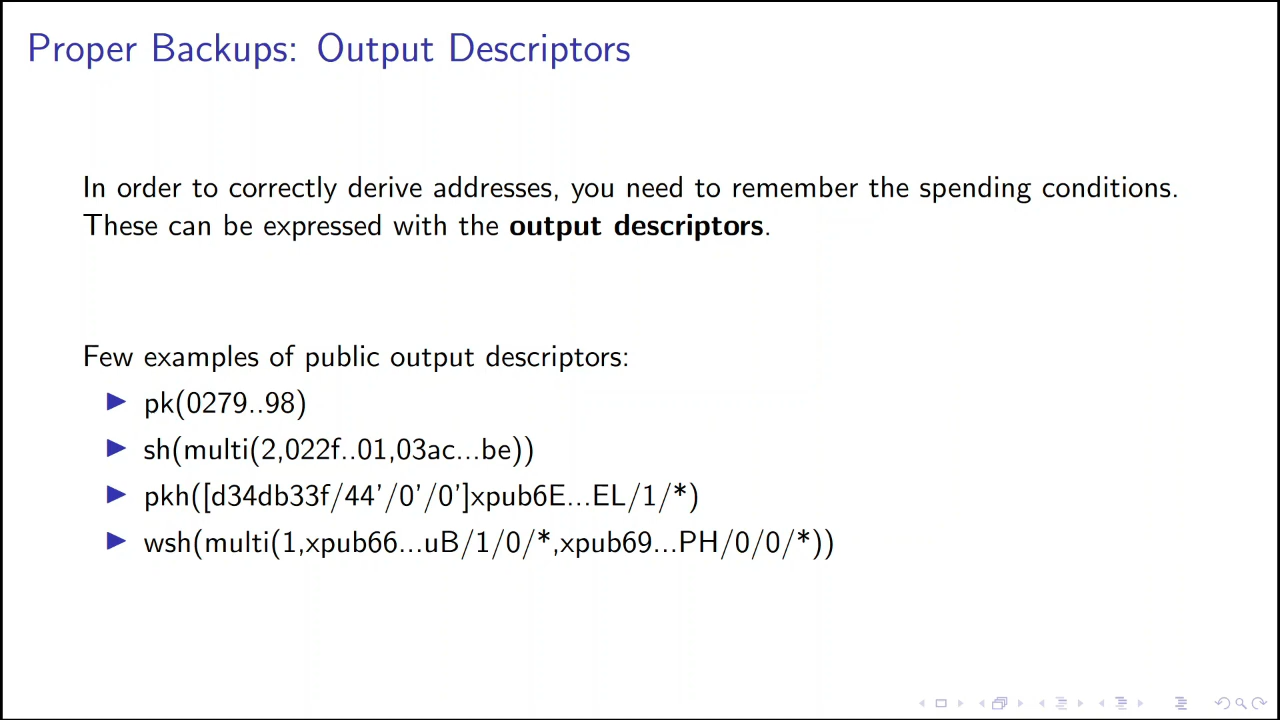 Proper Backups: Output Descriptors
In order to correctly derive addresses, you need to remember the spending conditions.
These can be expressed with the output descriptors.
Few examples of public output descriptors:
pk(0279..98)
sh(multi(2,022f..01,03ac...be))
pkh([d34db33f/44'/0'/0']xpub6E...EL/1/*)
wsh(multi(1,xpub66...uB/1/0/*,xpub69...PH/0/0/*))